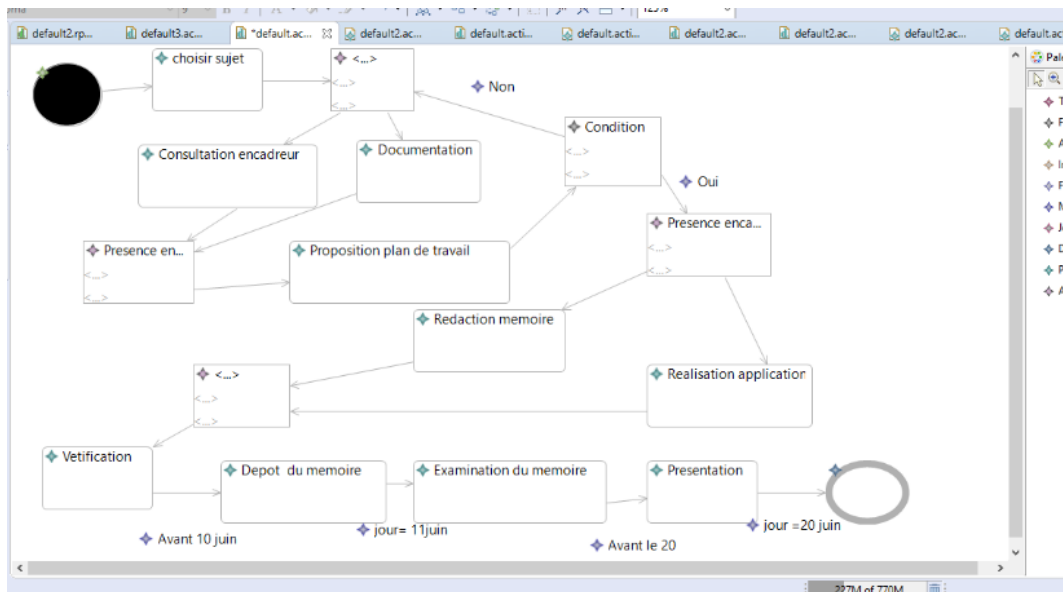 9
125%
default2.rp...
default3.ac...
*default.ac...
default2.ac...
default.acti...
default.acti...
default2.ac...
default2.ac...
default2.ac...
default.ac
choisir sujet
<...>
<...>
<...>
Non
Condition
<...>
<...>
Consultation encadreur
Documentation
Oui
Presence en...
<...>
<...>
Proposition plan de travail
Presence enca...
<...>
<...>
Redaction memoire
<...>
<...>
<...>
Realisation application
Vetification
Depot du memoire
Examination du memoire
Presentation
Avant 10 juin
jour= 11juin
Avant le 20
jour =20 juin
227M of 770M